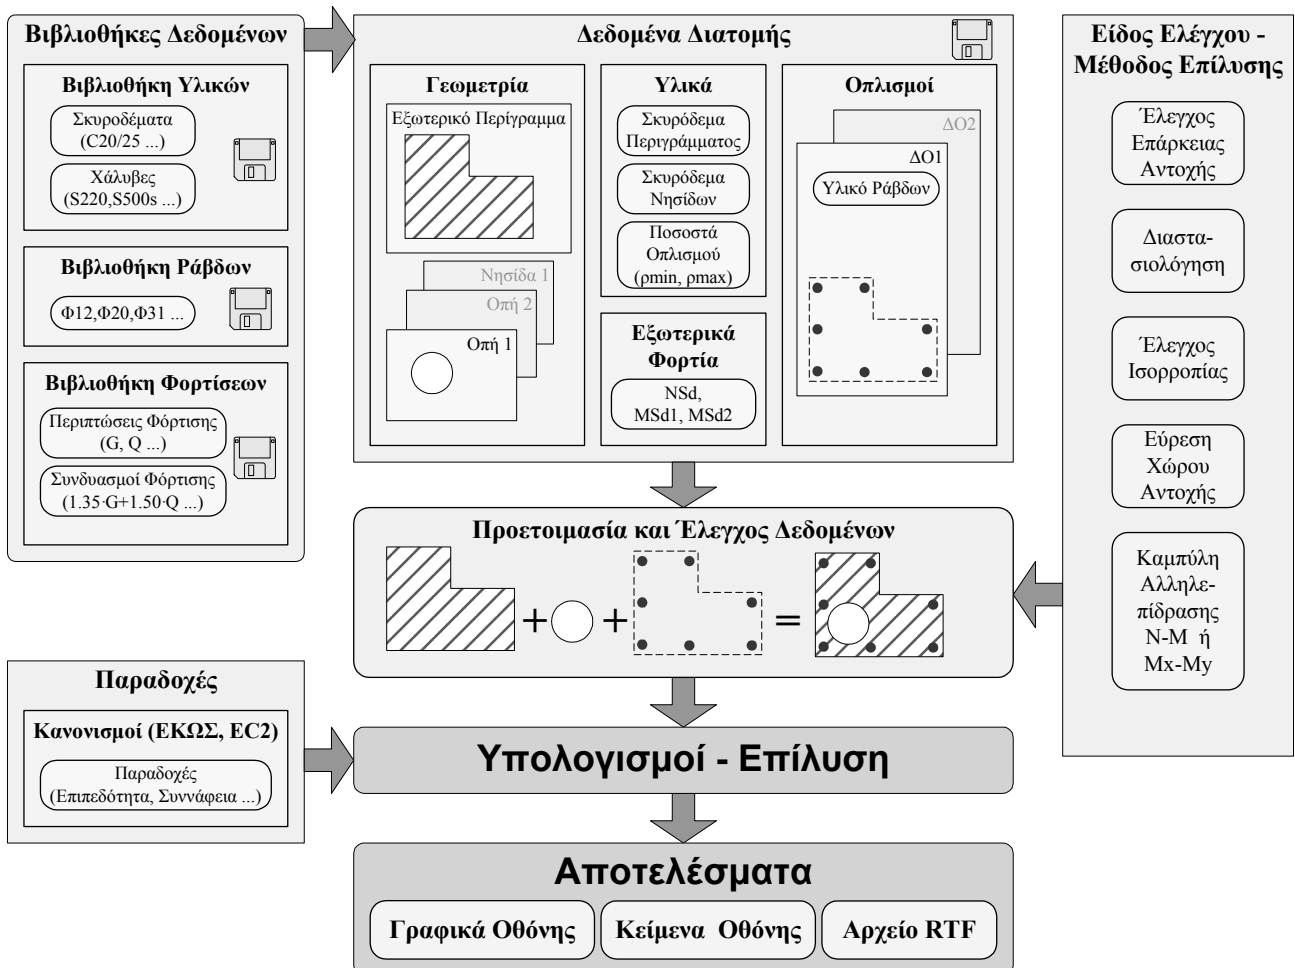 Βιβλιοθήκες Δεδομένων
Βιβλιοθήκη Υλικών
Σκυροδέματα
(C20/25 ...)
Χάλυβες
(S220,S500s ...)
Βιβλιοθήκη Ράβδων
Φ12,Φ20,Φ31 ...
Βιβλιοθήκη Φορτίσεων
Περιπτώσεις Φόρτισης
(G, Q ...)
Συνδυασμοί Φόρτισης
(1.35·G+1.50·Q ...)
Δεδομένα Διατομής
Γεωμετρία
Εξωτερικό Περίγραμμα
Νησίδα 1
Οπή 2
Οπή 1
Υλικά
Σκυρόδεμα
Περιγράμματος
Σκυρόδεμα
Νησίδων
Ποσοστά
Οπλισμού
(ρmin, ρmax)
Εξωτερικά
Φορτία
NSd,
MSd1, MSd2
Οπλισμοί
ΔΟ2
ΔΟ1
Υλικό Ράβδων
Είδος Ελέγχου -
Μέθοδος Επίλυσης
Έλεγχος
Επάρκειας
Αντοχής
Διαστα-
σιολόγηση
Έλεγχος
Ισορροπίας
Εύρεση
Χώρου
Αντοχής
Καμπύλη
Αλληλε-
πίδρασης
N-M ή
Mx-My
Προετοιμασία και Έλεγχος Δεδομένων
+ + =
Παραδοχές
Κανονισμοί (ΕΚΩΣ, EC2)
Παραδοχές
(Επιπεδότητα, Συννάφεια ...)
Υπολογισμοί - Επίλυση
Αποτελέσματα
Γραφικά Οθόνης
Κείμενα Οθόνης
Αρχείο RTF